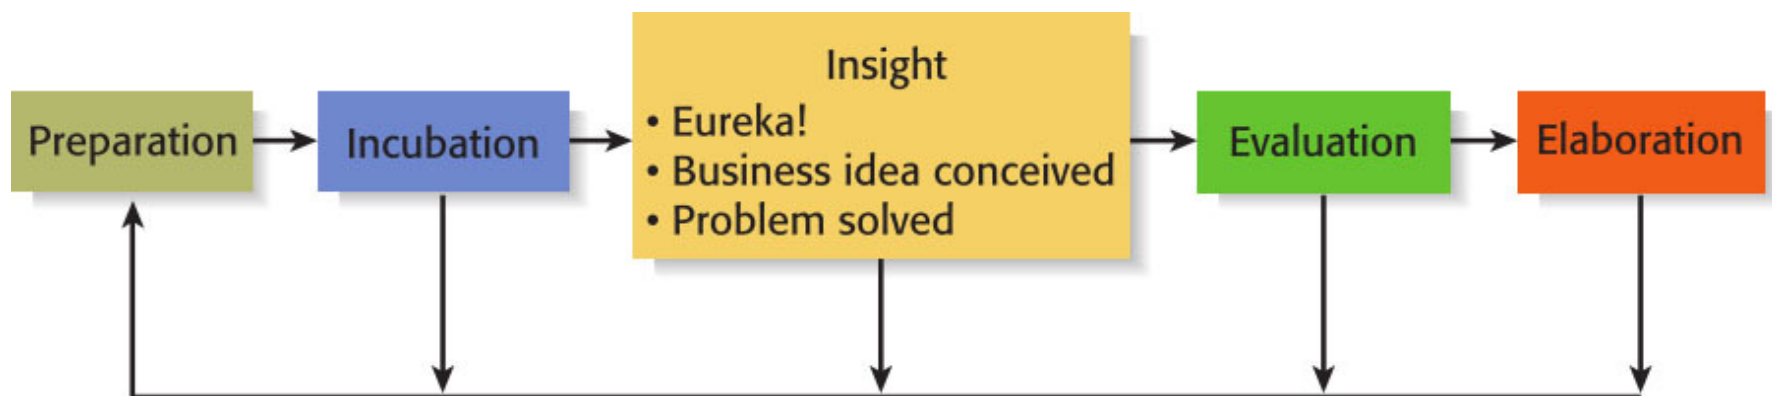 Preparation
Incubation
Insight
• Eureka!
• Business idea conceived
• Problem solved
Evaluation
Elaboration